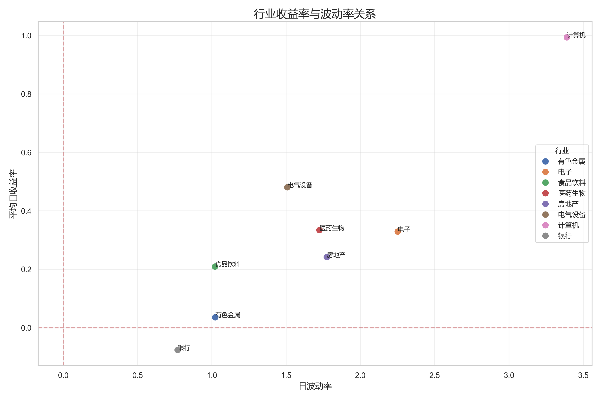 行业收益率与波动率关系
平均日收益率
1.0
0.8
0.6
0.4
0.2
0.0
计算机
电气设备
医药生物
电子
房地产
食品饮料
有色金属
银行
行业
有色金属
电子
食品饮料
医药生物
房地产
电气设备
计算机
银行
0.0
0.5
1.0
1.5
2.0
2.5
3.0
3.5
日波动率